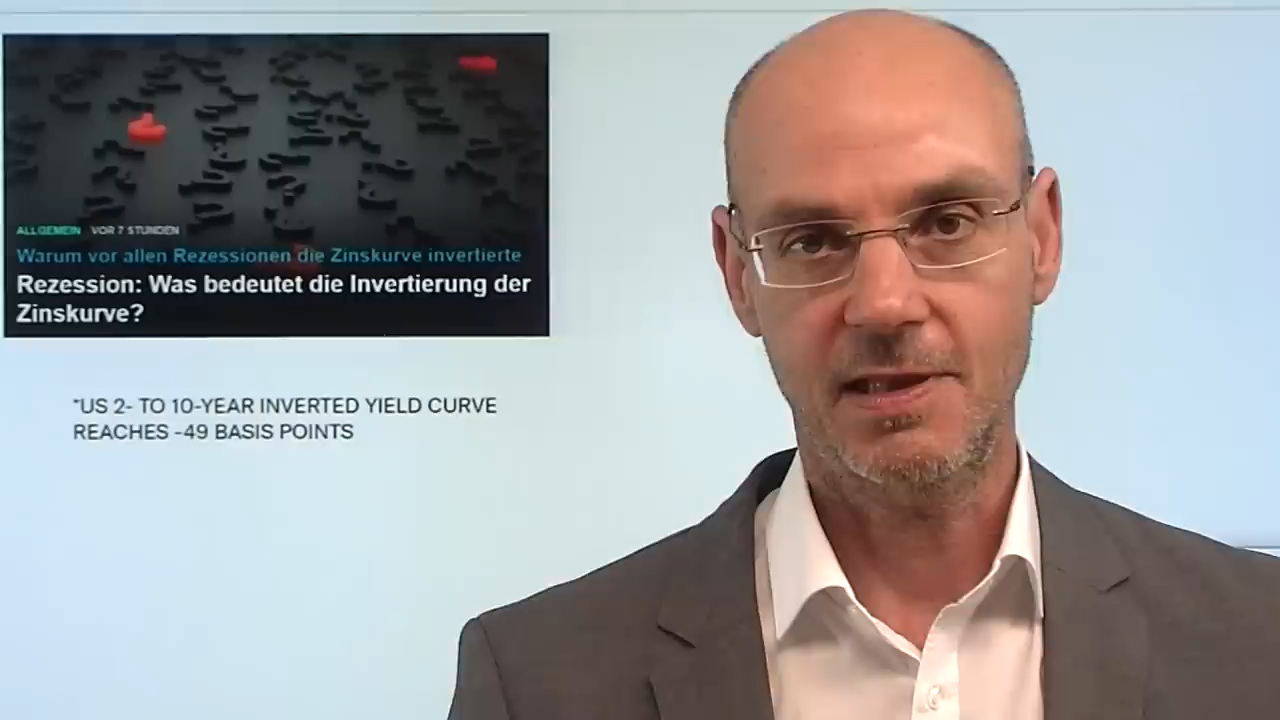 ALLGEMEIN VOR 7 STUNDEN
Warum vor allen Rezessionen die Zinskurve invertierte
Rezession: Was bedeutet die Invertierung der
Zinskurve?
*US 2- TO 10-YEAR INVERTED YIELD CURVE
REACHES -49 BASIS POINTS